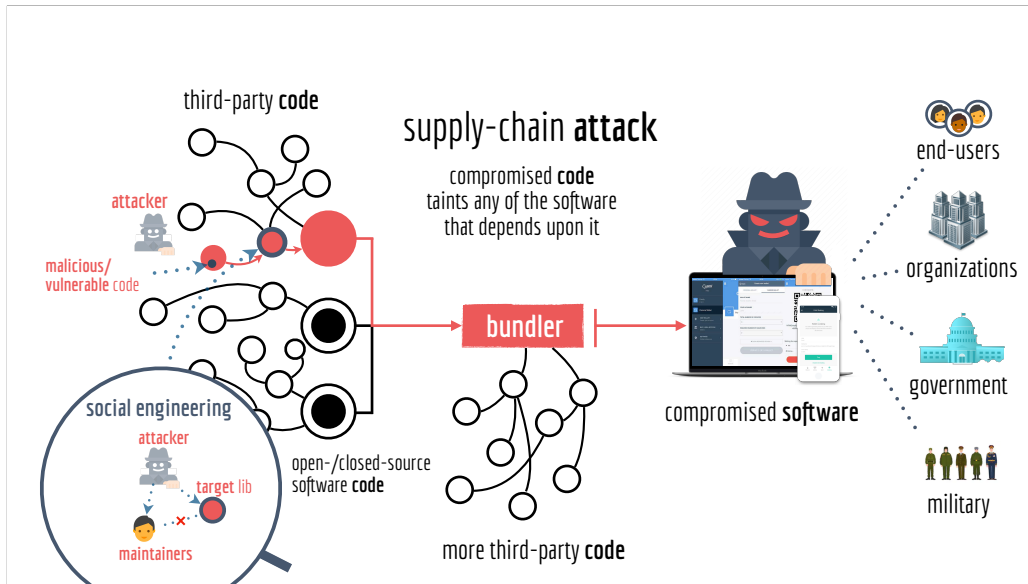 third-party code
supply-chain attack
compromised code
taints any of the software
that depends upon it
attacker
malicious/
vulnerable code
end-users
organizations
government
military
bundler
compromised software
social engineering
attacker
target lib
maintainers
open-/closed-source
software code
more third-party code